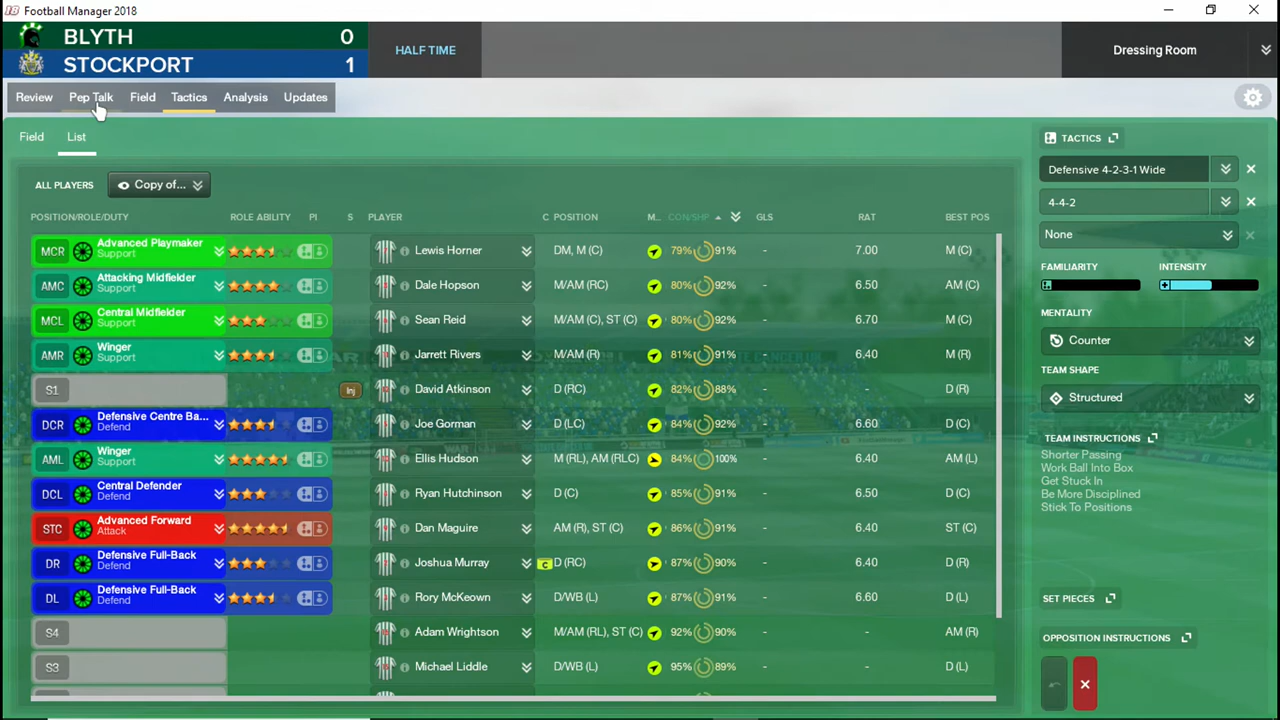 18 Football Manager 2018
BLYTH 0
STOCKPORT 1
HALF TIME
Dressing Room
Review Pep Talk Field Tactics Analysis Updates
Field List
ALL PLAYERS Copy of...
POSITION/ROLE/DUTY ROLE ABILITY PI S PLAYER C POSITION M... CON/SHP GLS RAT BEST POS
MCR Advanced Playmaker Support Lewis Horner DM, M (C) 79% 91% - 7.00 M (C)
AMC Attacking Midfielder Support Dale Hopson M/AM (RC) 80% 92% - 6.50 AM (C)
MCL Central Midfielder Support Sean Reid M/AM (C), ST (C) 80% 92% - 6.70 M (C)
AMR Winger Support Jarrett Rivers M/AM (R) 81% 91% - 6.40 M (R)
S1 Inj David Atkinson D (RC) 82% 88% - - D (R)
DCR Defensive Centre Ba... Defend Joe Gorman D (LC) 84% 92% - 6.60 D (C)
AML Winger Support Ellis Hudson M (RL), AM (RLC) 84% 100% - 6.40 AM (L)
DCL Central Defender Defend Ryan Hutchinson D (C) 85% 91% - 6.50 D (C)
STC Advanced Forward Attack Dan Maguire AM (R), ST (C) 86% 91% - 6.40 ST (C)
DR Defensive Full-Back Defend Joshua Murray C D (RC) 87% 90% - 6.40 D (R)
DL Defensive Full-Back Defend Rory McKeown D/WB (L) 87% 91% - 6.60 D (L)
S4 Adam Wrightson M/AM (RL), ST (C) 92% 90% - - AM (R)
S3 Michael Liddle D/WB (L) 95% 89% - - D (L)
TACTICS
Defensive 4-2-3-1 Wide
4-4-2
None
FAMILIARITY INTENSITY
MENTALITY
Counter
TEAM SHAPE
Structured
TEAM INSTRUCTIONS
Shorter Passing
Work Ball Into Box
Get Stuck In
Be More Disciplined
Stick To Positions
SET PIECES
OPPOSITION INSTRUCTIONS